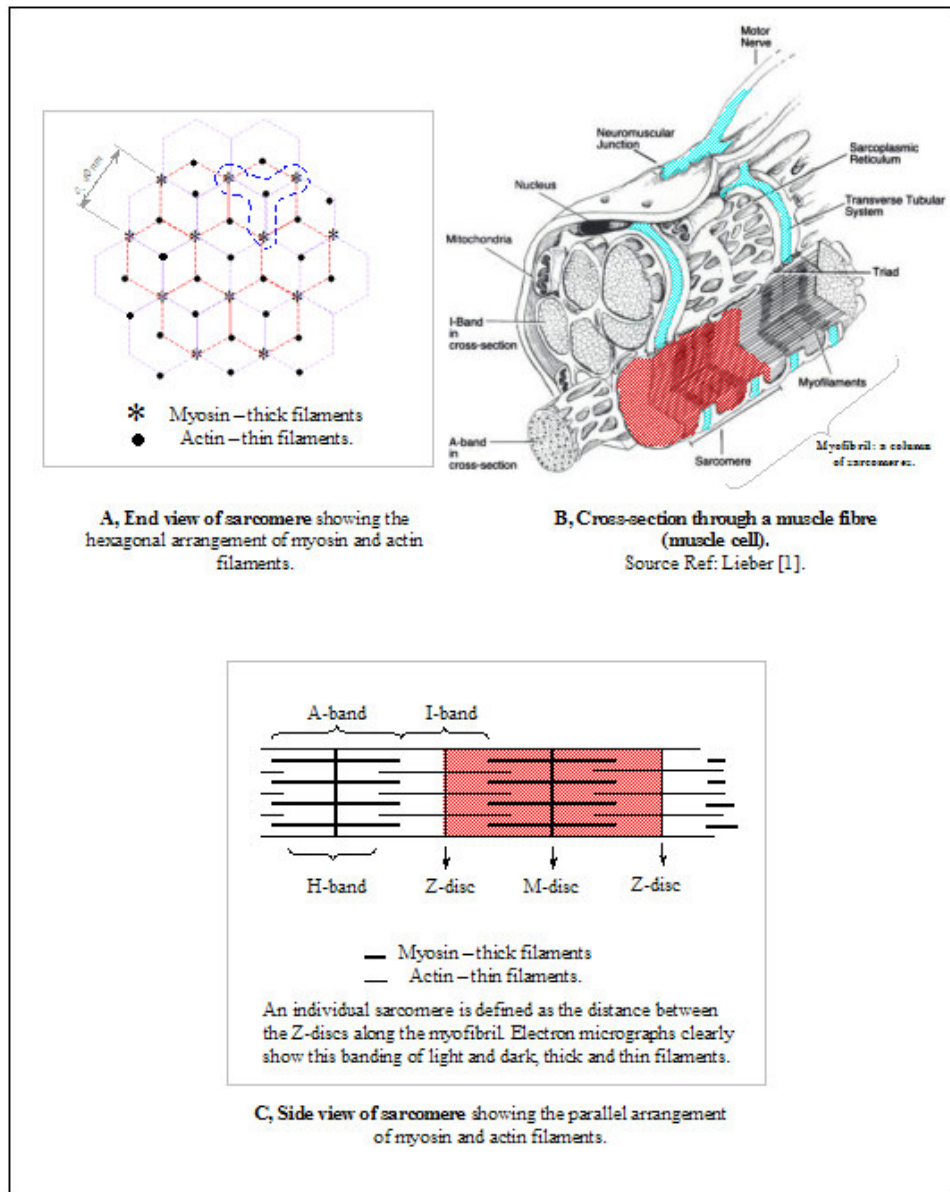 Motor
Nerve
Neuromuscular
Junction
Sarcoplasmic
Reticulum
Nucleus
Transverse Tubular
System
Mitochondria
Triad
I-Band
in
cross-section
Myofilaments
A-band
in
cross-section
Sarcomere
Myofibril: a column
of sarcomeres.
40 nm
Myosin – thick filaments
Actin – thin filaments.
A, End view of sarcomere showing the
hexagonal arrangement of myosin and actin
filaments.
B, Cross-section through a muscle fibre
(muscle cell).
Source Ref: Lieber [1].
A-band I-band
H-band Z-disc M-disc Z-disc
Myosin – thick filaments
Actin – thin filaments.
An individual sarcomere is defined as the distance between
the Z-discs along the myofibril. Electron micrographs clearly
show this banding of light and dark, thick and thin filaments.
C, Side view of sarcomere showing the parallel arrangement
of myosin and actin filaments.